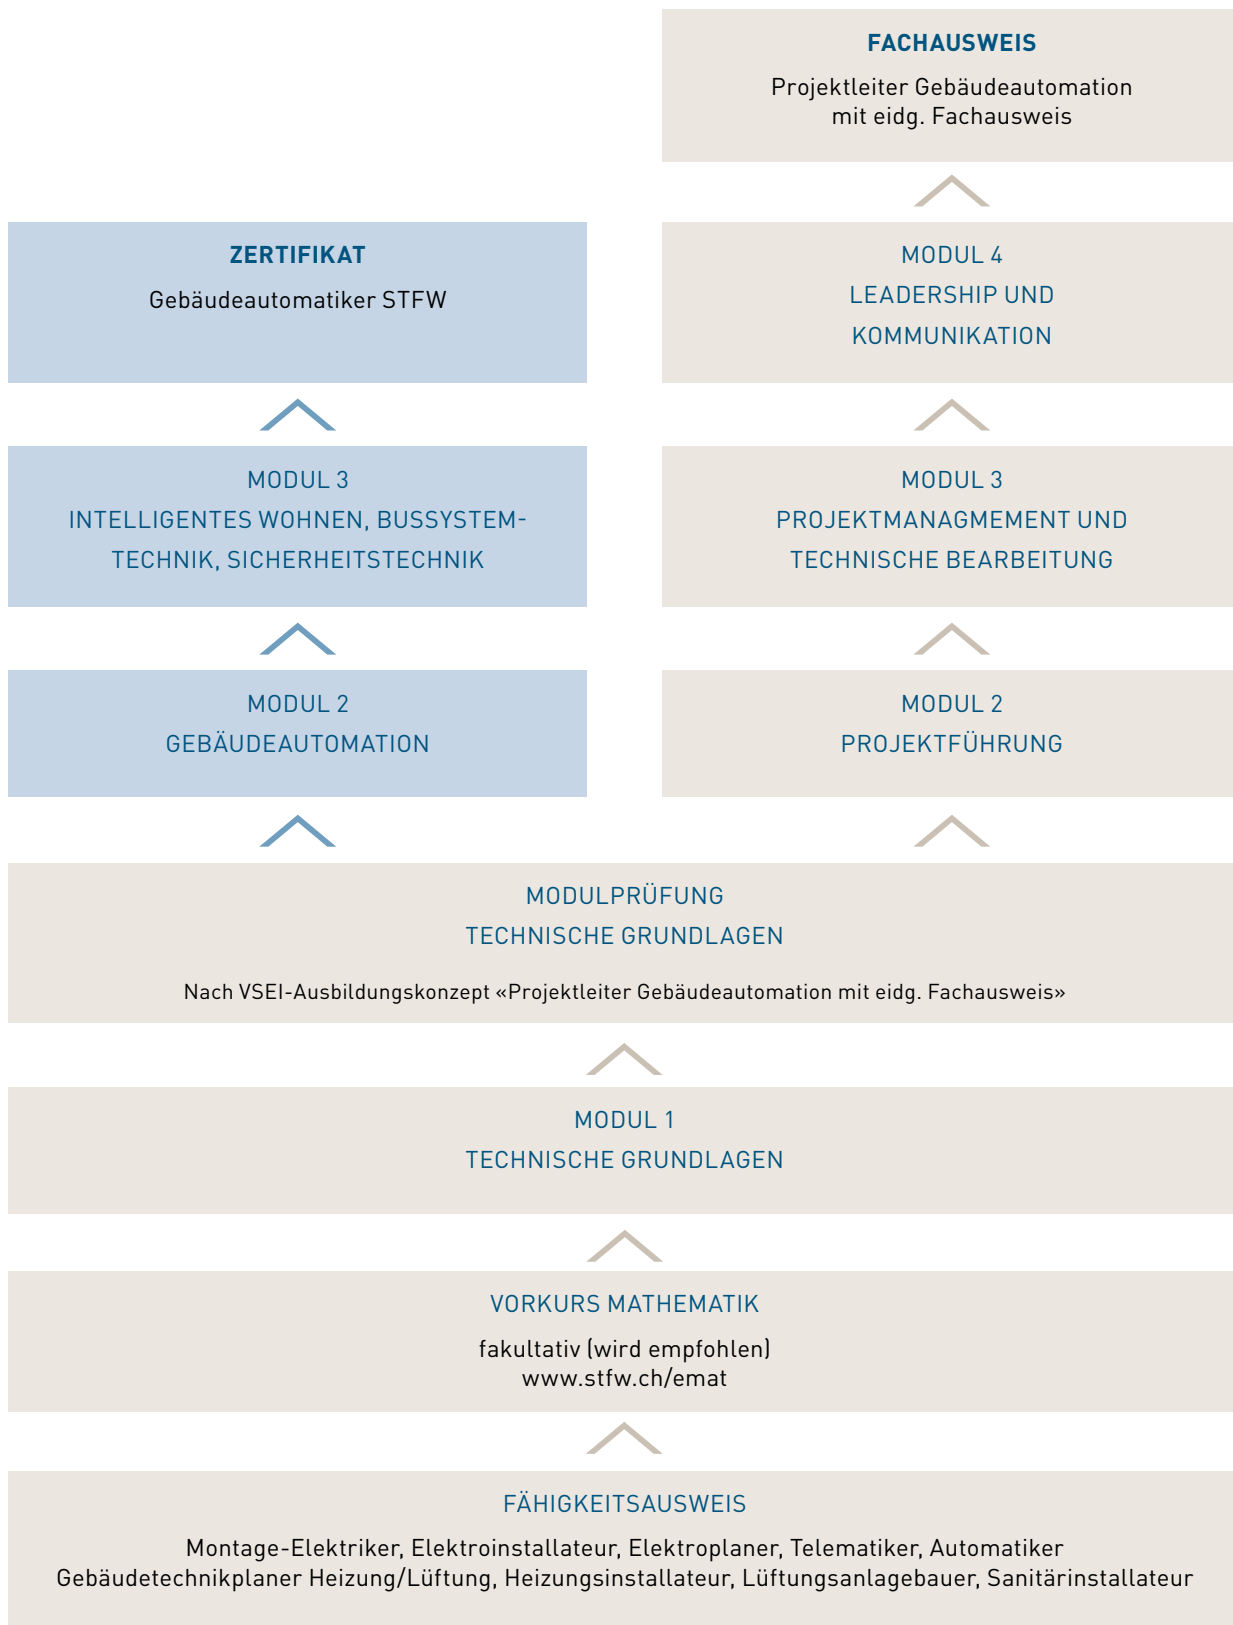 FACHAUSWEIS
Projektleiter Gebäudeautomation
mit eidg. Fachausweis
ZERTIFIKAT
Gebäudeautomatiker STFW
MODUL 4
LEADERSHIP UND
KOMMUNIKATION
MODUL 3
INTELLIGENTES WOHNEN, BUSSYSTEM-
TECHNIK, SICHERHEITSTECHNIK
MODUL 3
PROJEKTMANAGMEMENT UND
TECHNISCHE BEARBEITUNG
MODUL 2
GEBÄUDEAUTOMATION
MODUL 2
PROJEKTFÜHRUNG
MODULPRÜFUNG
TECHNISCHE GRUNDLAGEN
Nach VSEI-Ausbildungskonzept «Projektleiter Gebäudeautomation mit eidg. Fachausweis»
MODUL 1
TECHNISCHE GRUNDLAGEN
VORKURS MATHEMATIK
fakultativ (wird empfohlen)
www.stfw.ch/emat
FÄHIGKEITSAUSWEIS
Montage-Elektriker, Elektroinstallateur, Elektroplaner, Telematiker, Automatiker
Gebäudetechnikplaner Heizung/Lüftung, Heizungsinstallateur, Lüftungsanlagebauer, Sanitärinstallateur